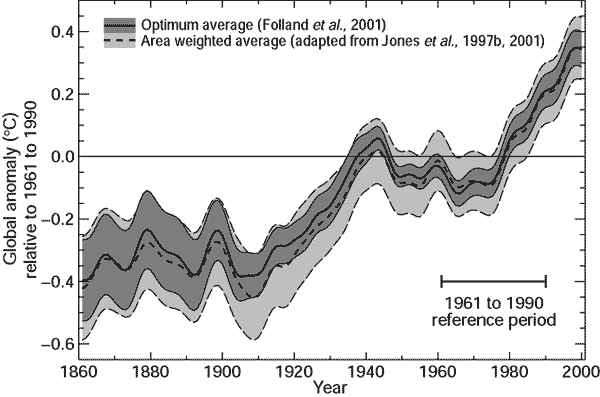 Optimum average (Folland et al., 2001)
Area weighted average (adapted from Jones et al., 1997b, 2001)
Global anomaly (°C)
relative to 1961 to 1990
0.4
0.2
0.0
−0.2
−0.4
−0.6
1961 to 1990
reference period
1860 1880 1900 1920 1940 1960 1980 2000
Year